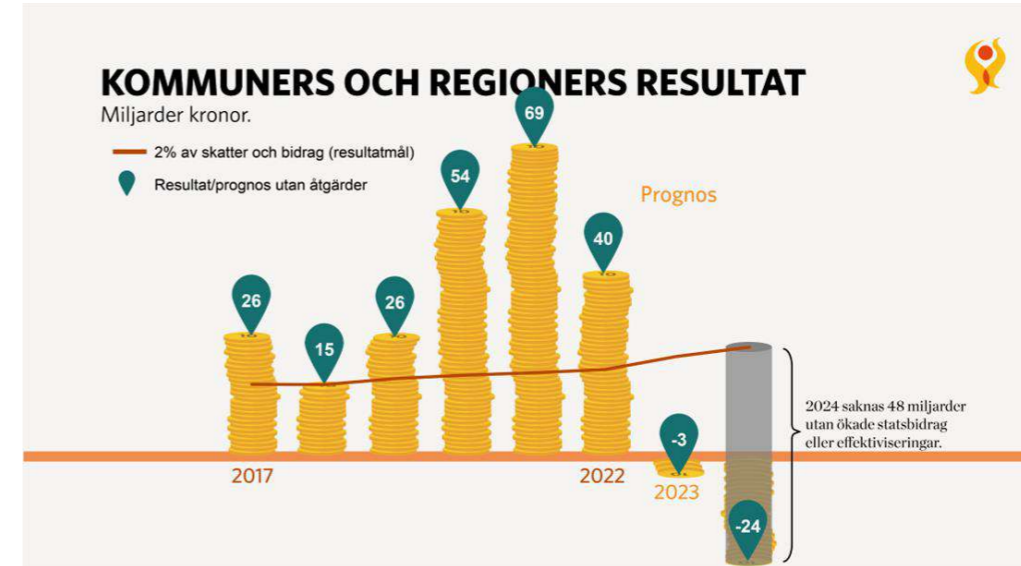 KOMMUNERS OCH REGIONERS RESULTAT
Miljarder kronor.
2% av skatter och bidrag (resultatmål)
Resultat/prognos utan åtgärder
Prognos
26
15
26
54
69
40
-3
-24
2024 saknas 48 miljarder
utan ökade statsbidrag
eller effektiviseringar.
2017
2022
2023